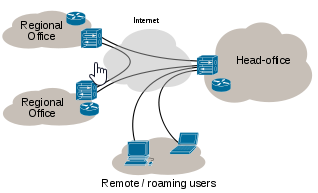 Regional
Office
Internet
Head-office
Regional
Office
Remote / roaming users